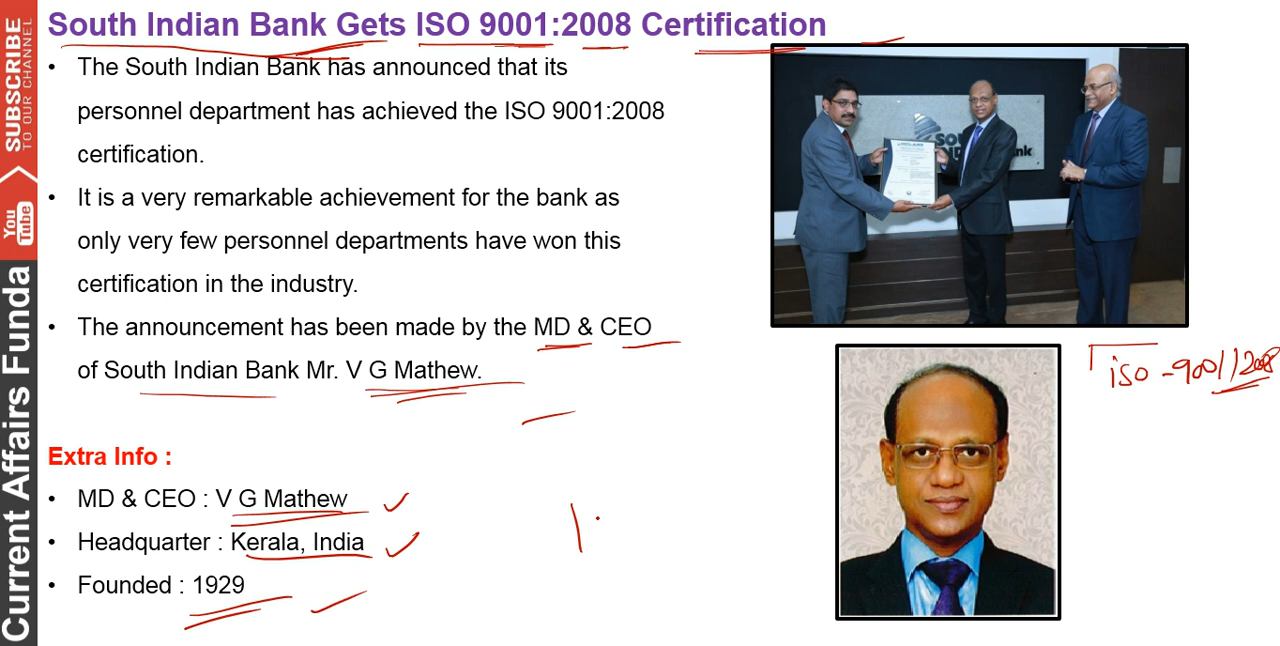 South Indian Bank Gets ISO 9001:2008 Certification
• The South Indian Bank has announced that its
personnel department has achieved the ISO 9001:2008
certification.
• It is a very remarkable achievement for the bank as
only very few personnel departments have won this
certification in the industry.
• The announcement has been made by the MD & CEO
of South Indian Bank Mr. V G Mathew.
Extra Info :
• MD & CEO : V G Mathew
• Headquarter : Kerala, India
• Founded : 1929
iso - 9001/2008
SUBSCRIBE
TO OUR CHANNEL
YouTube
Current Affairs Funda